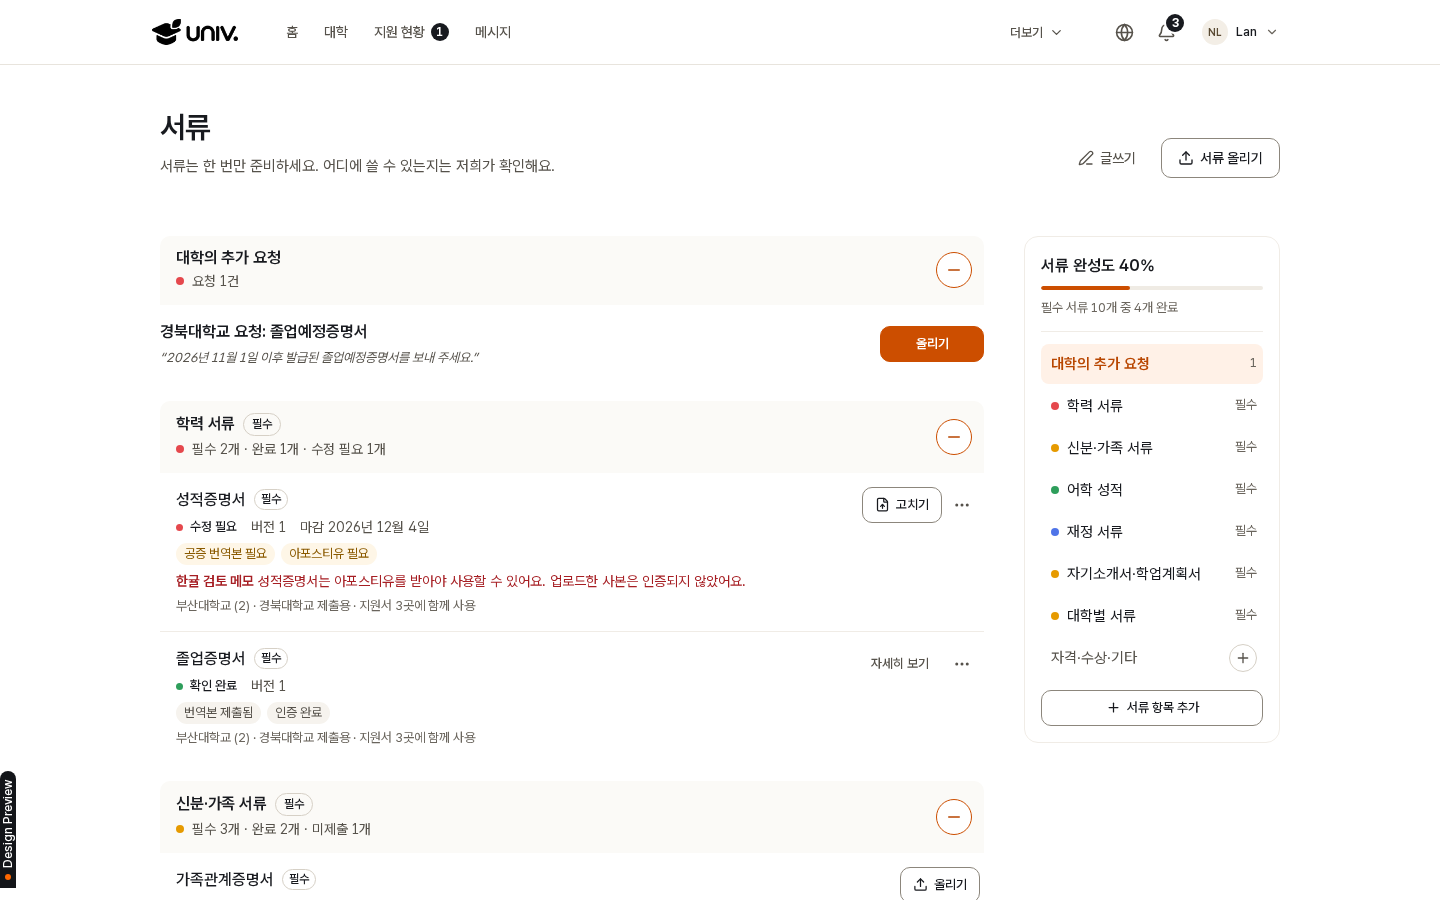 univ.
홈
대학
지원 현황 1
메시지
더보기
3
NL Lan
서류
서류는 한 번만 준비하세요. 어디에 쓸 수 있는지는 저희가 확인해요.
글쓰기
서류 올리기
대학의 추가 요청
요청 1건
경북대학교 요청: 졸업예정증명서
“2026년 11월 1일 이후 발급된 졸업예정증명서를 보내 주세요.”
올리기
학력 서류 필수
필수 2개 · 완료 1개 · 수정 필요 1개
성적증명서 필수
고치기
수정 필요 버전 1 마감 2026년 12월 4일
공증 번역본 필요 아포스티유 필요
한글 검토 메모 성적증명서는 아포스티유를 받아야 사용할 수 있어요. 업로드한 사본은 인증되지 않았어요.
부산대학교 (2) · 경북대학교 제출용 · 지원서 3곳에 함께 사용
졸업증명서 필수
자세히 보기
확인 완료 버전 1
번역본 제출됨 인증 완료
부산대학교 (2) · 경북대학교 제출용 · 지원서 3곳에 함께 사용
신분·가족 서류 필수
필수 3개 · 완료 2개 · 미제출 1개
가족관계증명서 필수
올리기
서류 완성도 40%
필수 서류 10개 중 4개 완료
대학의 추가 요청 1
학력 서류 필수
신분·가족 서류 필수
어학 성적 필수
재정 서류 필수
자기소개서·학업계획서 필수
대학별 서류 필수
자격·수상·기타
서류 항목 추가
Design Preview